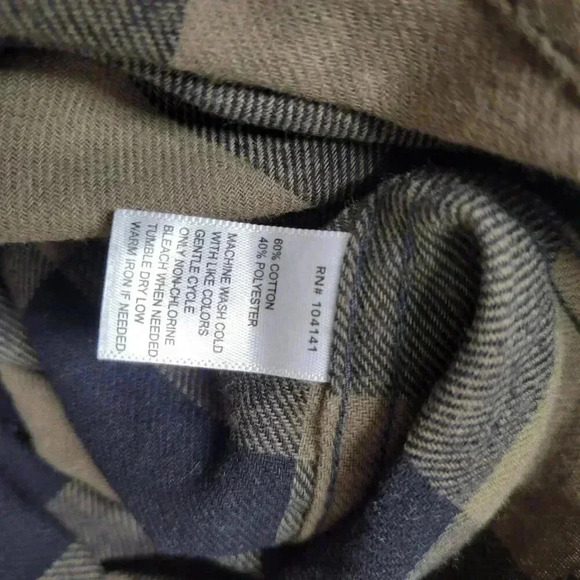 RN# 104141
60% COTTON
40% POLYESTER
MACHINE WASH COLD
WITH LIKE COLORS
GENTLE CYCLE
ONLY NON-CHLORINE
BLEACH WHEN NEEDED
TUMBLE DRY LOW
WARM IRON IF NEEDED